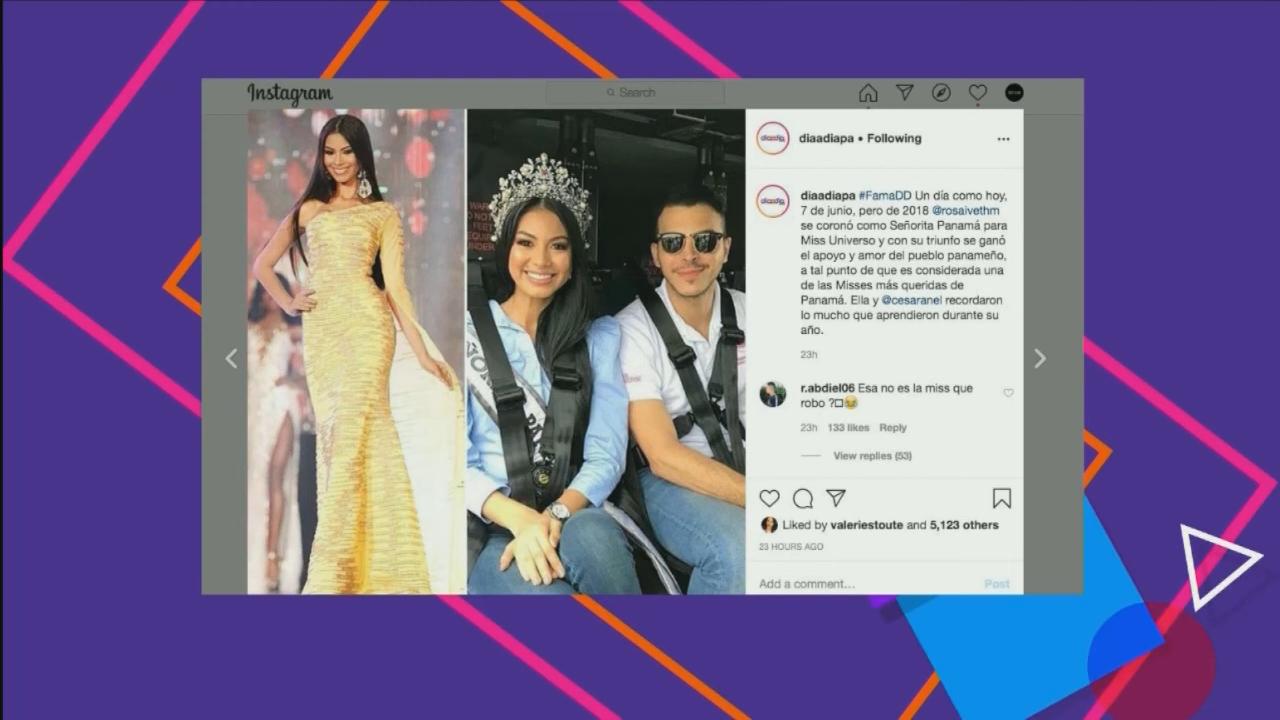 Instagram
Search
diaadiapa • Following
diaadiapa #FamaDD Un día como hoy,
7 de junio, pero de 2018 @rosaivethm
se coronó como Señorita Panamá para
Miss Universo y con su triunfo se ganó
el apoyo y amor del pueblo panameño,
a tal punto de que es considerada una
de las Misses más queridas de
Panamá. Ella y @cesaranel recordaron
lo mucho que aprendieron durante su
año.
23h
r.abdiel06 Esa no es la miss que
robo ?□😂
23h 133 likes Reply
View replies (53)
Liked by valeriestoute and 5,123 others
23 HOURS AGO
Add a comment...
Post